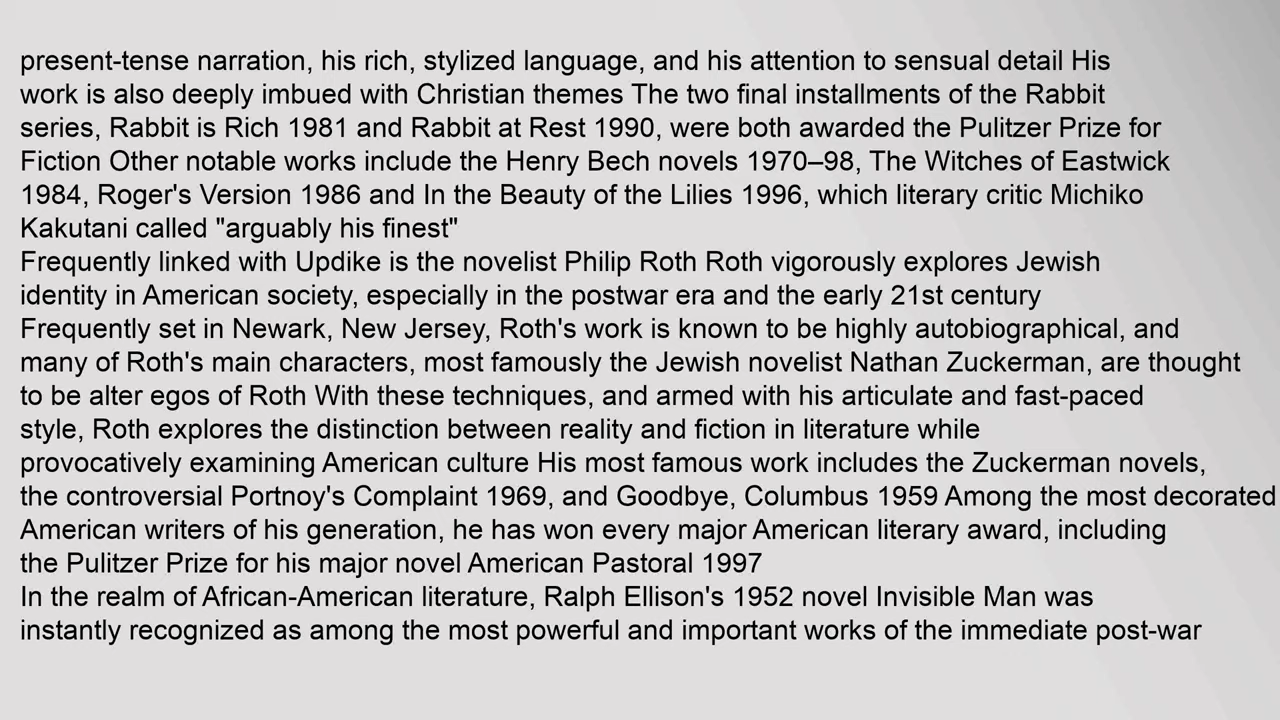 present-tense narration, his rich, stylized language, and his attention to sensual detail His
work is also deeply imbued with Christian themes The two final installments of the Rabbit
series, Rabbit is Rich 1981 and Rabbit at Rest 1990, were both awarded the Pulitzer Prize for
Fiction Other notable works include the Henry Bech novels 1970–98, The Witches of Eastwick
1984, Roger's Version 1986 and In the Beauty of the Lilies 1996, which literary critic Michiko
Kakutani called "arguably his finest"
Frequently linked with Updike is the novelist Philip Roth Roth vigorously explores Jewish
identity in American society, especially in the postwar era and the early 21st century
Frequently set in Newark, New Jersey, Roth's work is known to be highly autobiographical, and
many of Roth's main characters, most famously the Jewish novelist Nathan Zuckerman, are thought
to be alter egos of Roth With these techniques, and armed with his articulate and fast-paced
style, Roth explores the distinction between reality and fiction in literature while
provocatively examining American culture His most famous work includes the Zuckerman novels,
the controversial Portnoy's Complaint 1969, and Goodbye, Columbus 1959 Among the most decorated
American writers of his generation, he has won every major American literary award, including
the Pulitzer Prize for his major novel American Pastoral 1997
In the realm of African-American literature, Ralph Ellison's 1952 novel Invisible Man was
instantly recognized as among the most powerful and important works of the immediate post-war